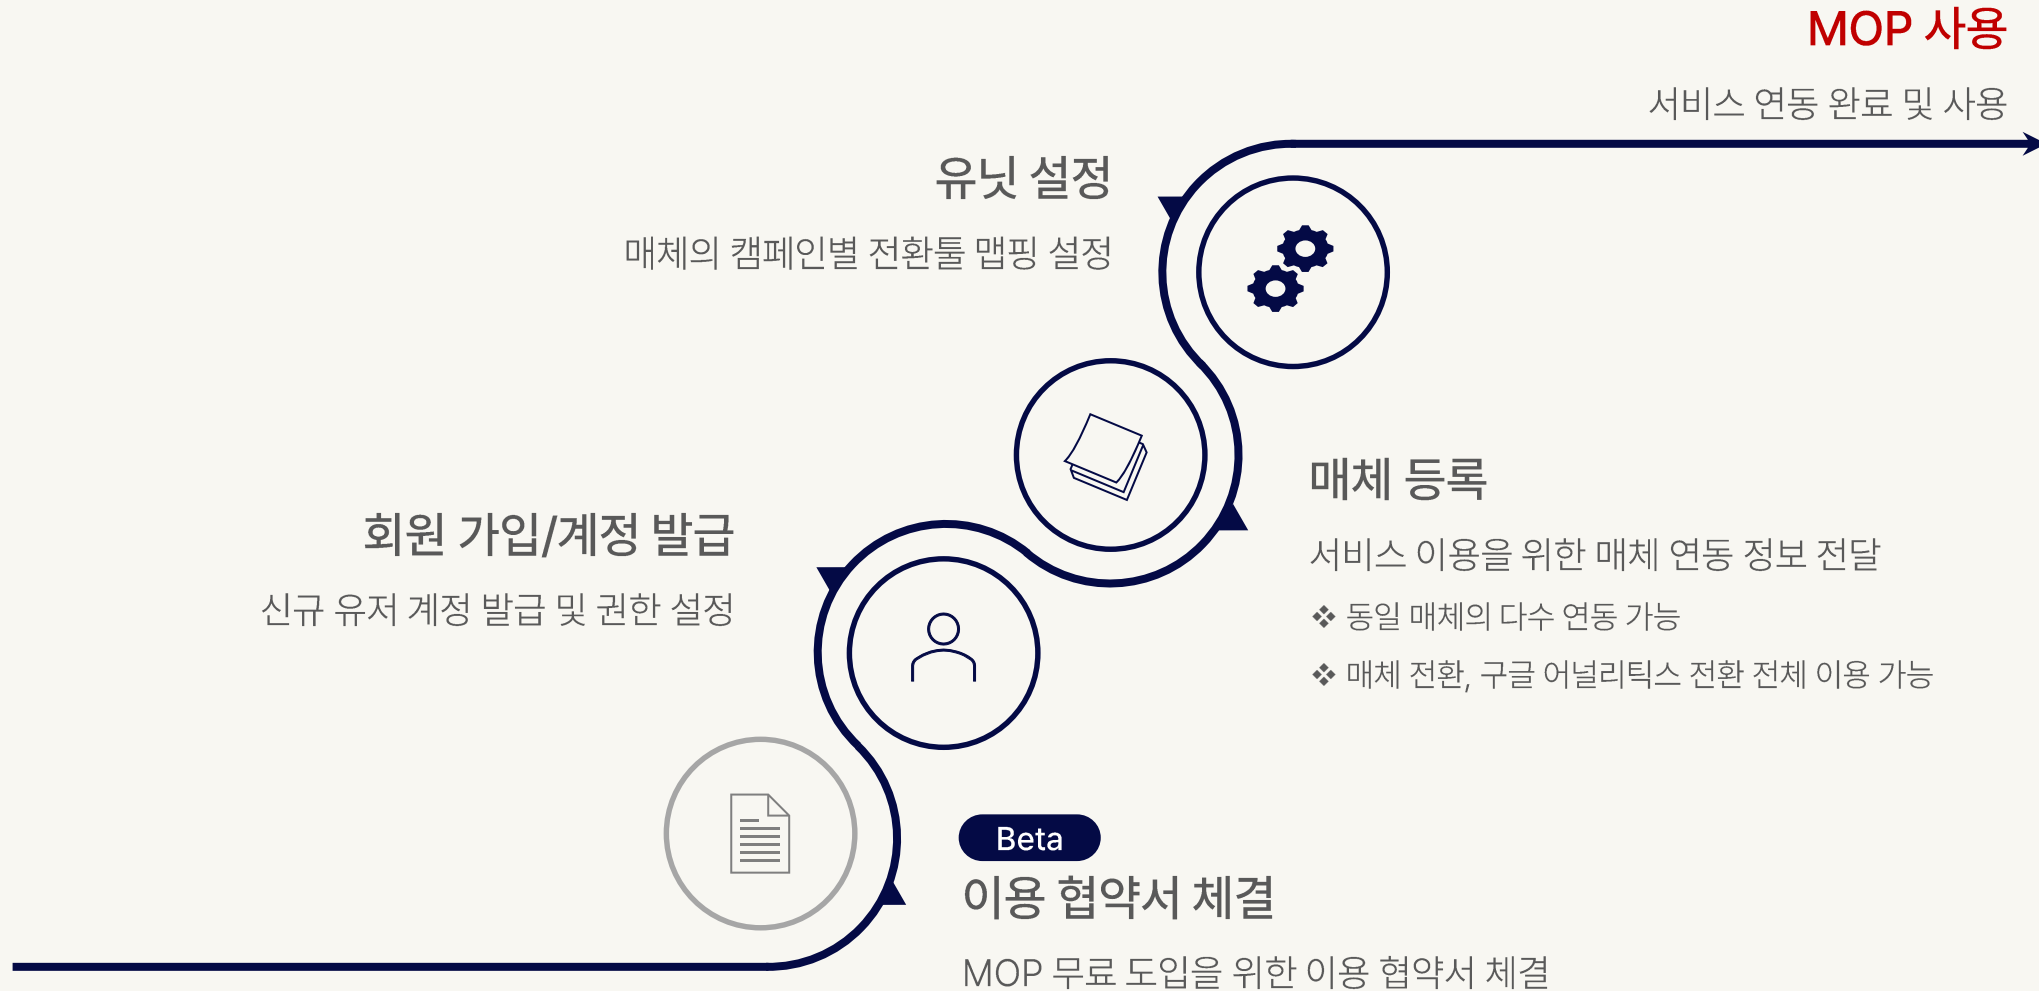 MOP 사용
서비스 연동 완료 및 사용
유닛 설정
매체의 캠페인별 전환툴 맵핑 설정
매체 등록
서비스 이용을 위한 매체 연동 정보 전달
❖ 동일 매체의 다수 연동 가능
❖ 매체 전환, 구글 어널리틱스 전환 전체 이용 가능
회원 가입/계정 발급
신규 유저 계정 발급 및 권한 설정
Beta
이용 협약서 체결
MOP 무료 도입을 위한 이용 협약서 체결